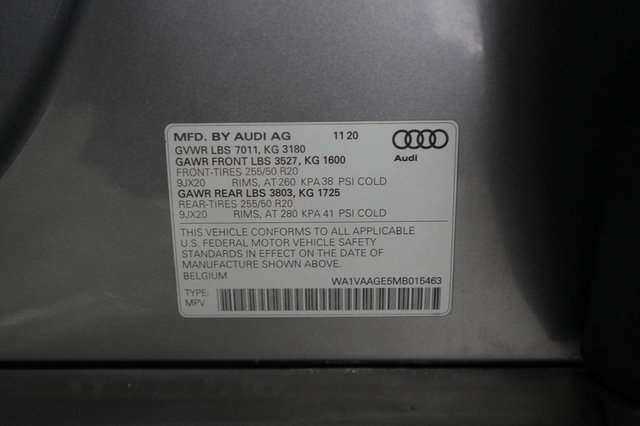 MFD. BY AUDI AG 11 20
GVWR LBS 7011, KG 3180
GAWR FRONT LBS 3527, KG 1600
FRONT-TIRES 255/50 R20
9JX20 RIMS, AT 260 KPA 38 PSI COLD
GAWR REAR LBS 3803, KG 1725
REAR-TIRES 255/50 R20
9JX20 RIMS, AT 280 KPA 41 PSI COLD
Audi
THIS VEHICLE CONFORMS TO ALL APPLICABLE
U.S. FEDERAL MOTOR VEHICLE SAFETY
STANDARDS IN EFFECT ON THE DATE OF
MANUFACTURE SHOWN ABOVE.
BELGIUM WA1VAAGE5MB015463
TYPE:
MPV